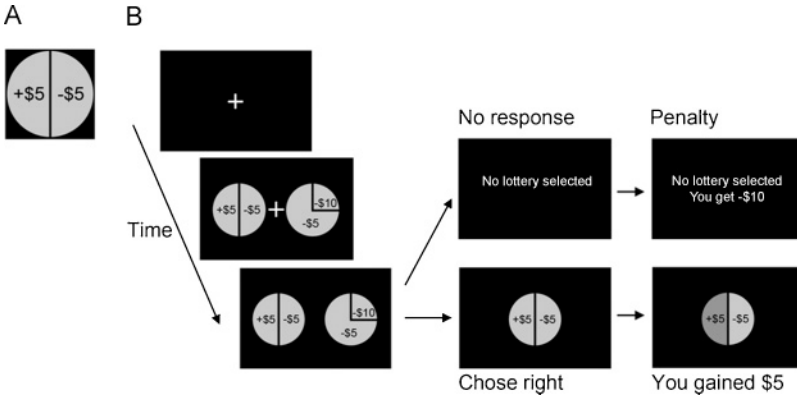 A
B
+$5 -$5
+
+$5 -$5 + -$10
-$5
Time
+$5 -$5 -$10
-$5
No response
No lottery selected
Penalty
No lottery selected
You get -$10
+$5 -$5
Chose right
+$5 -$5
You gained $5